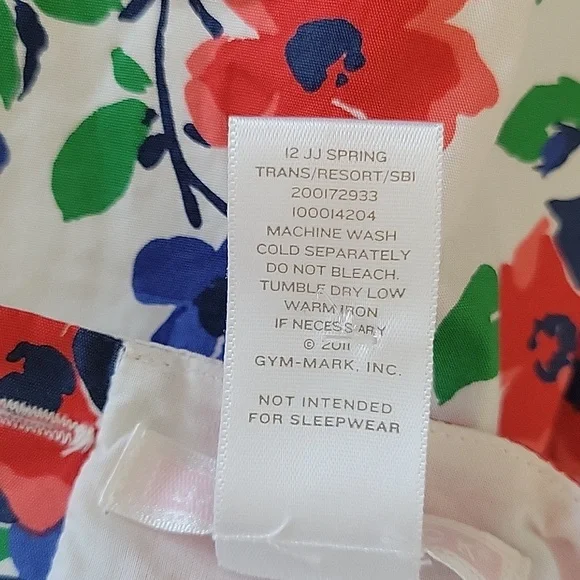 12 JJ SPRING
TRANS/RESORT/SB1
200172933
100014204
MACHINE WASH
COLD SEPARATELY
DO NOT BLEACH.
TUMBLE DRY LOW
WARM IRON
IF NECESSARY
© 2011
GYM-MARK. INC.
NOT INTENDED
FOR SLEEPWEAR